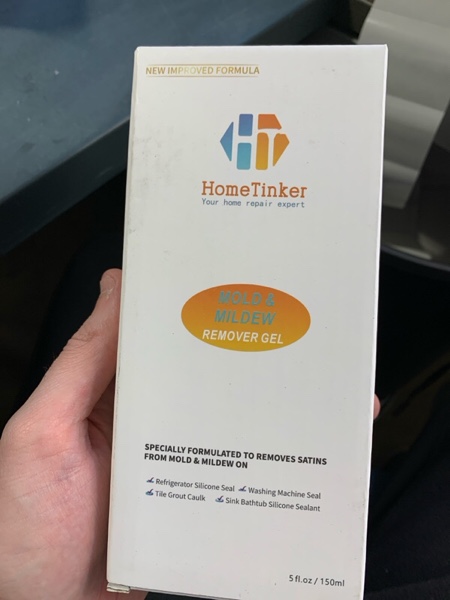 NEW IMPROVED FORMULA
HT
HomeTinker
Your home repair expert
MOLD &
MILDEW
REMOVER GEL
SPECIALLY FORMULATED TO REMOVES SATINS
FROM MOLD & MILDEW ON
Refrigerator Silicone Seal Washing Machine Seal
Tile Grout Caulk Sink Bathtub Silicone Sealant
5 fl.oz / 150ml